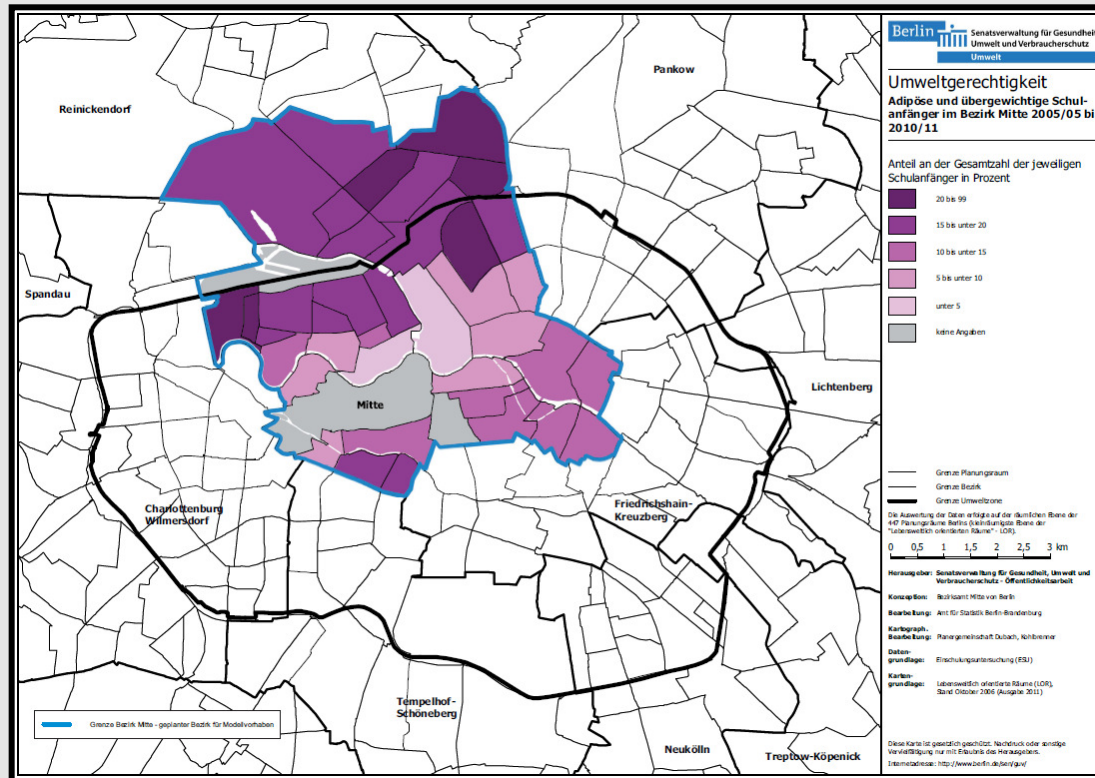 Reinickendorf
Pankow
Spandau
Lichtenberg
Mitte
Charlottenburg
Wilmersdorf
Friedrichshain-
Kreuzberg
Tempelhof-
Schöneberg
Neukölln
Treptow-Köpenick
Grenze Bezirk Mitte - geplanter Bezirk für Modellvorhaben
Berlin
Senatsverwaltung für Gesundheit
Umwelt und Verbraucherschutz
Umwelt
Umweltgerechtigkeit
Adipöse und übergewichtige Schul-
anfänger im Bezirk Mitte 2005/05 bi
2010/11
Anteil an der Gesamtzahl der jeweiligen
Schulanfänger in Prozent
20 bis 99
15 bis unter 20
10 bis unter 15
5 bis unter 10
unter 5
keine Angaben
Grenze Planungsraum
Grenze Bezirk
Grenze Umweltzone
Die Auswertung der Daten erfolgte auf der räumlichen Ebene der
447 Planungsräume Berlins (kleinräumigste Ebene der
"Lebensweltlich orientierten Räume" - LOR).
0 0,5 1 1,5 2 2,5 3 km
Herausgeber: Senatsverwaltung für Gesundheit, Umwelt und
Verbraucherschutz - Öffentlichkeitsarbeit
Konzeption: Bezirksamt Mitte von Berlin
Bearbeitung: Amt für Statistik Berlin-Brandenburg
Kartograph.
Bearbeitung: Planergemeinschaft Dubach, Kohlbrenner
Daten-
grundlage: Einschulungsuntersuchung (ESU)
Karten-
grundlage: Lebensweltlich orientierte Räume (LOR),
Stand Oktober 2006 (Ausgabe 2011)
Diese Karte ist gesetzlich geschützt. Nachdruck oder sonstige
Vervielfältigung nur mit Erlaubnis des Herausgebers.
Internetadresse: http://www.berlin.de/sen/guv/